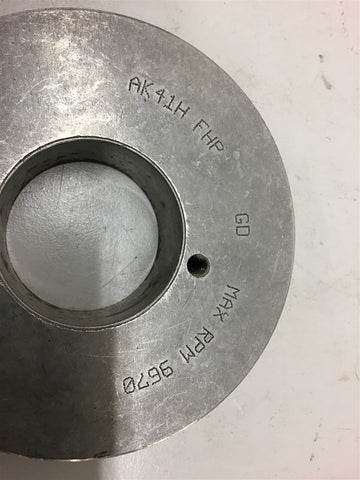 AK41H FHP
GD
MAX RPM 9670